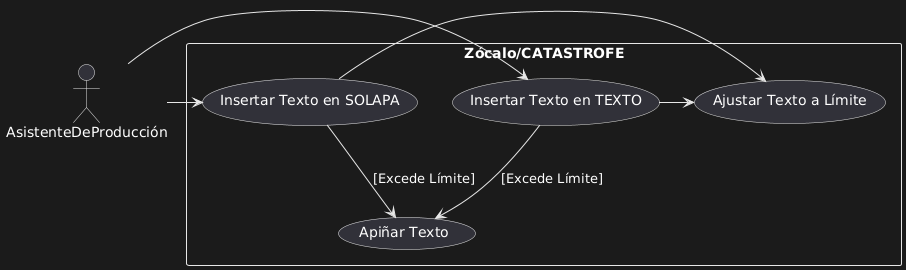 Zócalo/CATASTROFE
Insertar Texto en SOLAPA
Insertar Texto en TEXTO
Ajustar Texto a Límite
AsistenteDeProducción
[Excede Límite]
[Excede Límite]
Apiñar Texto